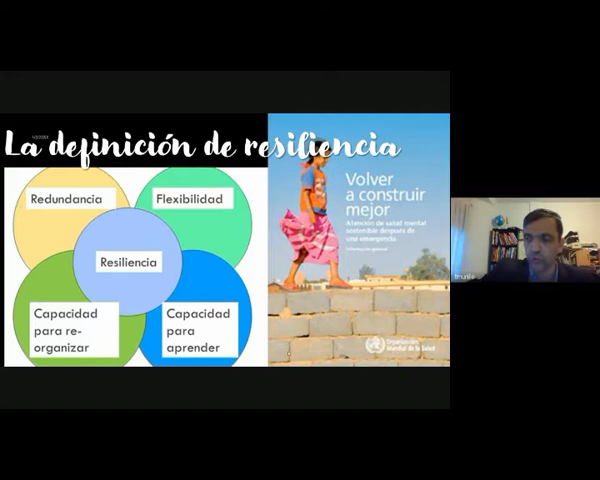 La definición de resiliencia
Redundancia
Flexibilidad
Resiliencia
Capacidad
para re-
organizar
Capacidad
para
aprender
Volver
a construir
mejor
Atención de salud mental
sostenible después de
una emergencia
Organización
Mundial de la Salud